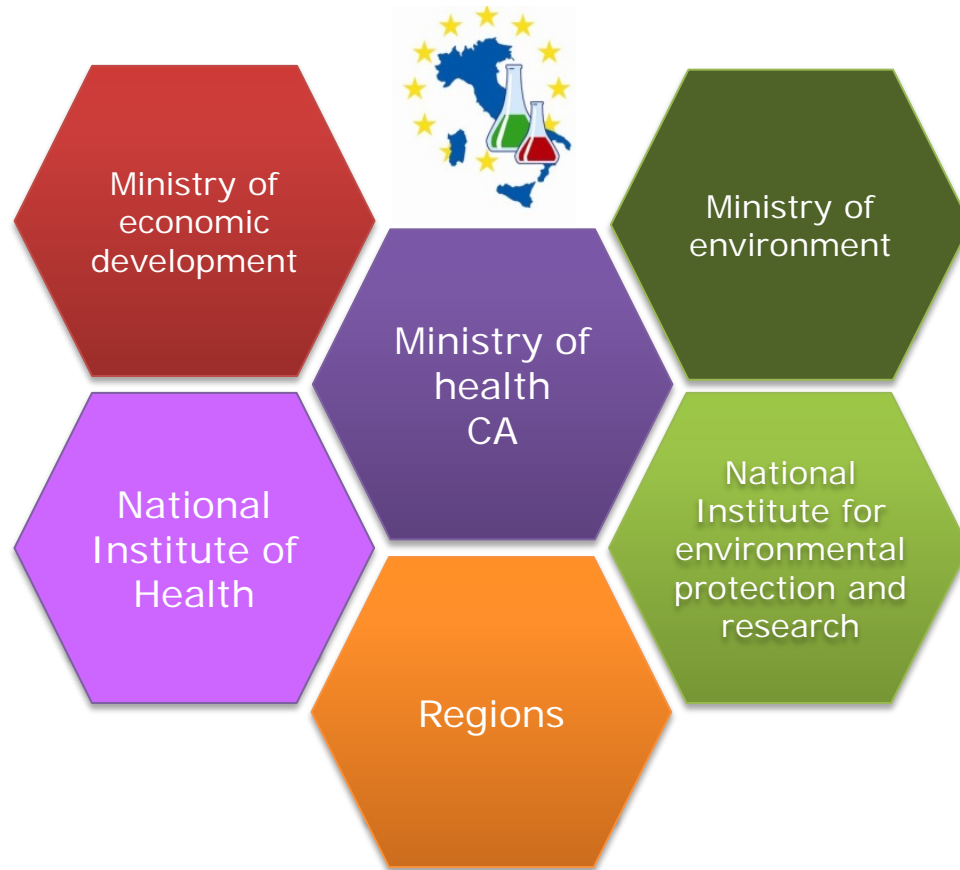 Ministry of
economic
development
Ministry of
environment
Ministry of
health
CA
National
Institute of
Health
National
Institute for
environmental
protection and
research
Regions